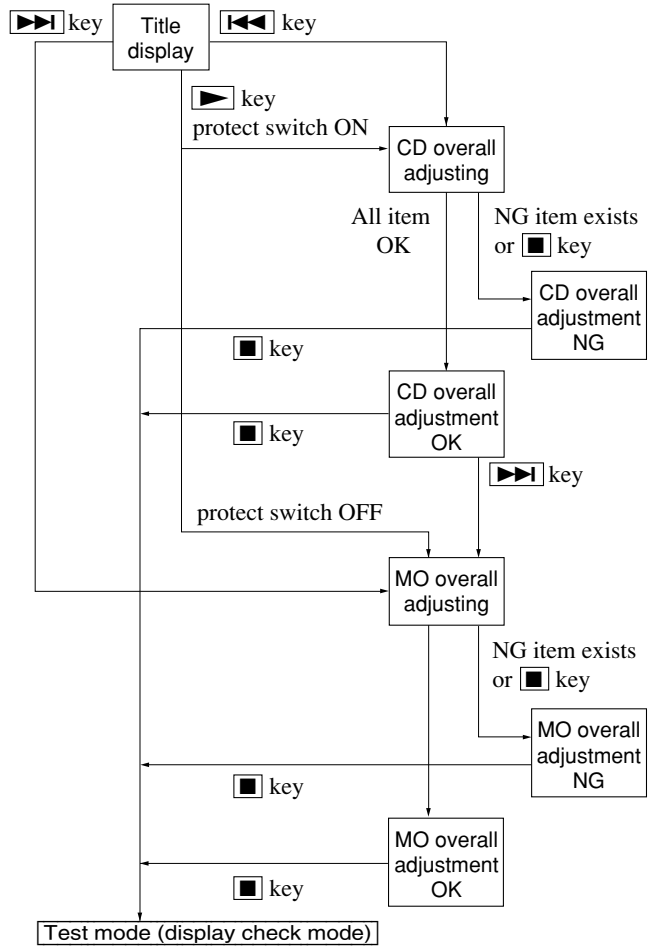 key
Title
display
key
key
protect switch ON
CD overall
adjusting
All item
OK
NG item exists
or key
CD overall
adjustment
NG
key
CD overall
adjustment
OK
key
key
protect switch OFF
MO overall
adjusting
NG item exists
or key
MO overall
adjustment
NG
key
MO overall
adjustment
OK
key
Test mode (display check mode)